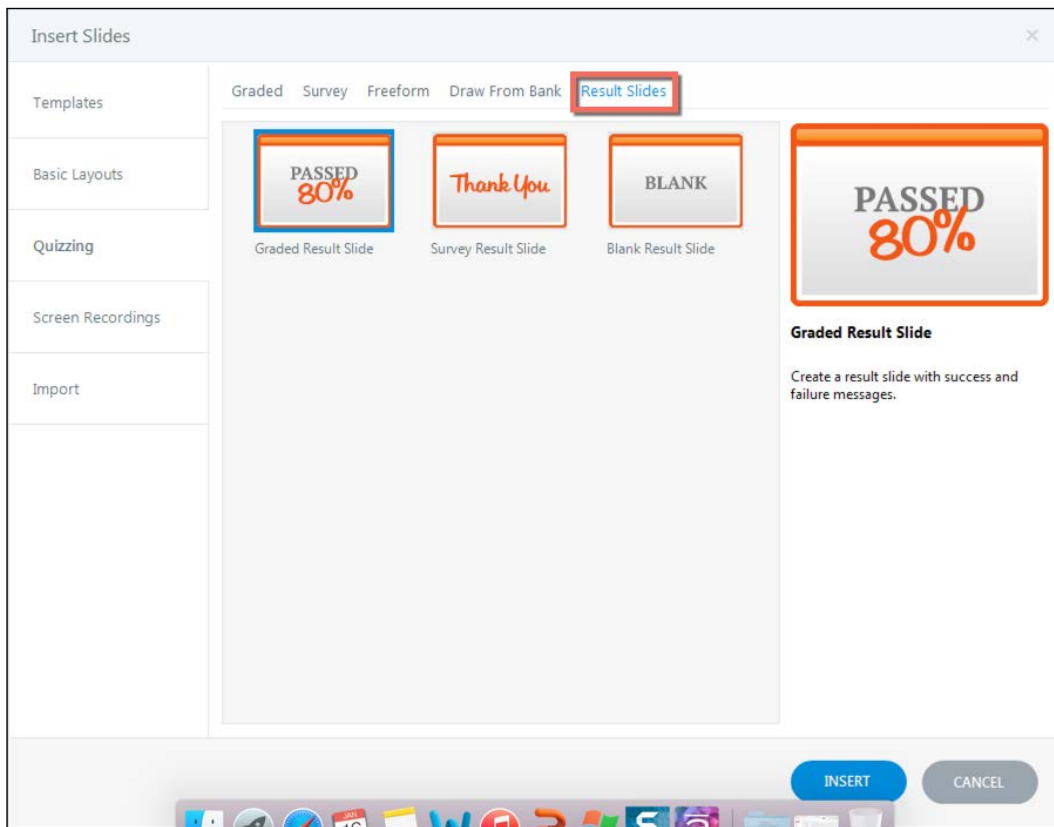 Insert Slides
Templates
Basic Layouts
Quizzing
Screen Recordings
Import
Graded Survey Freeform Draw From Bank Result Slides
PASSED
80%
Graded Result Slide
Thank You
Survey Result Slide
BLANK
Blank Result Slide
PASSED
80%
Graded Result Slide
Create a result slide with success and
failure messages.
INSERT CANCEL
JAN